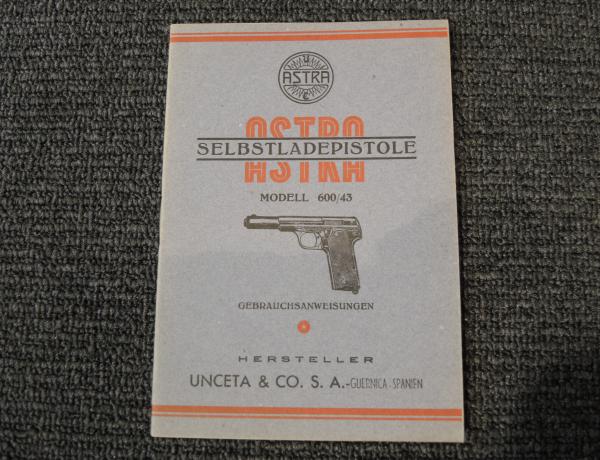 U
ASTRA
C
ASTRA
SELBSTLADEPISTOLE
MODELL 600/43
GEBRAUCHSANWEISUNGEN
HERSTELLER
UNCETA & CO. S. A.-GUERNICA-SPANIEN